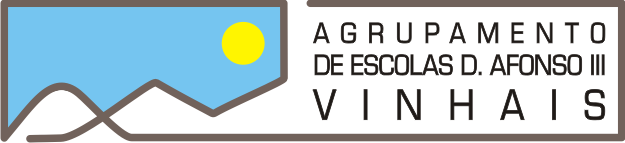 AGRUPAMENTO
DE ESCOLAS D. AFONSO III
VINHAIS